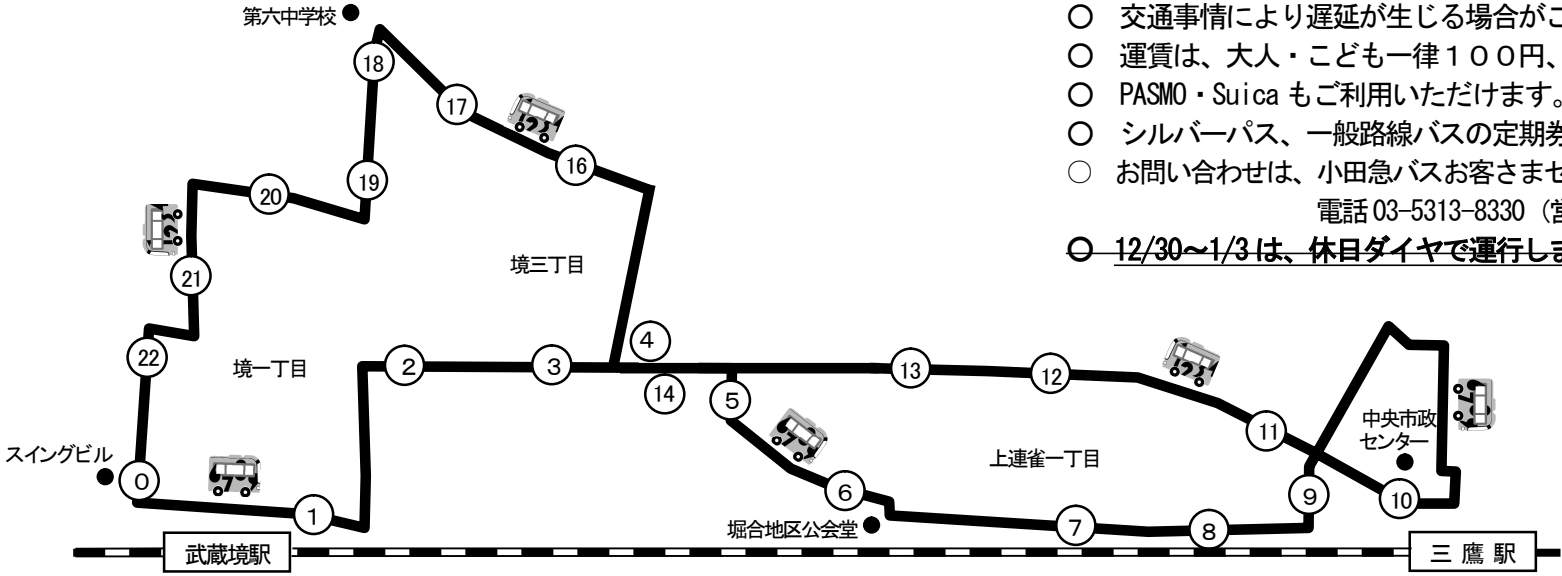 第六中学校
○ 交通事情により遅延が生じる場合がご
○ 運賃は、大人・こども一律１００円、
○ PASMO・Suica もご利用いただけます。
○ シルバーパス、一般路線バスの定期券
○ お問い合わせは、小田急バスお客さませ
電話 03-5313-8330（営
○ 12/30～1/3 は、休日ダイヤで運行しま
18
17
16
19
20
21
22
境三丁目
境一丁目
2
3
4
14
5
13
12
11
中央市政
センター
上連雀一丁目
スイングビル
0
1
6
堀合地区公会堂
7
8
9
10
武蔵境駅
三鷹駅